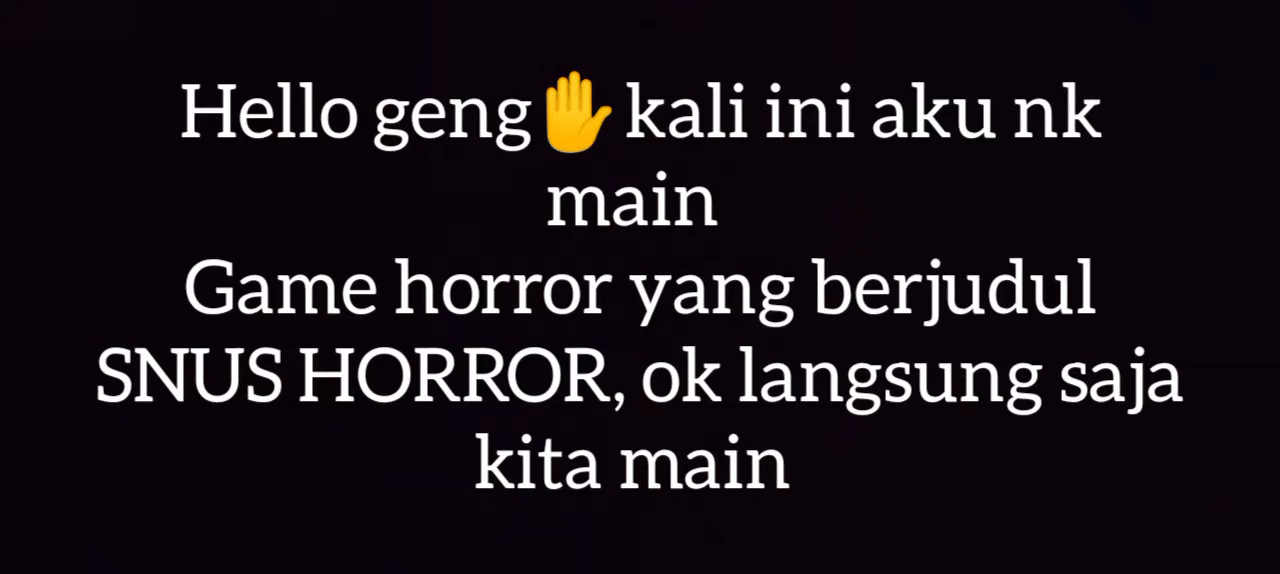 Hello geng✋kali ini aku nk
main
Game horror yang berjudul
SNUS HORROR, ok langsung saja
kita main